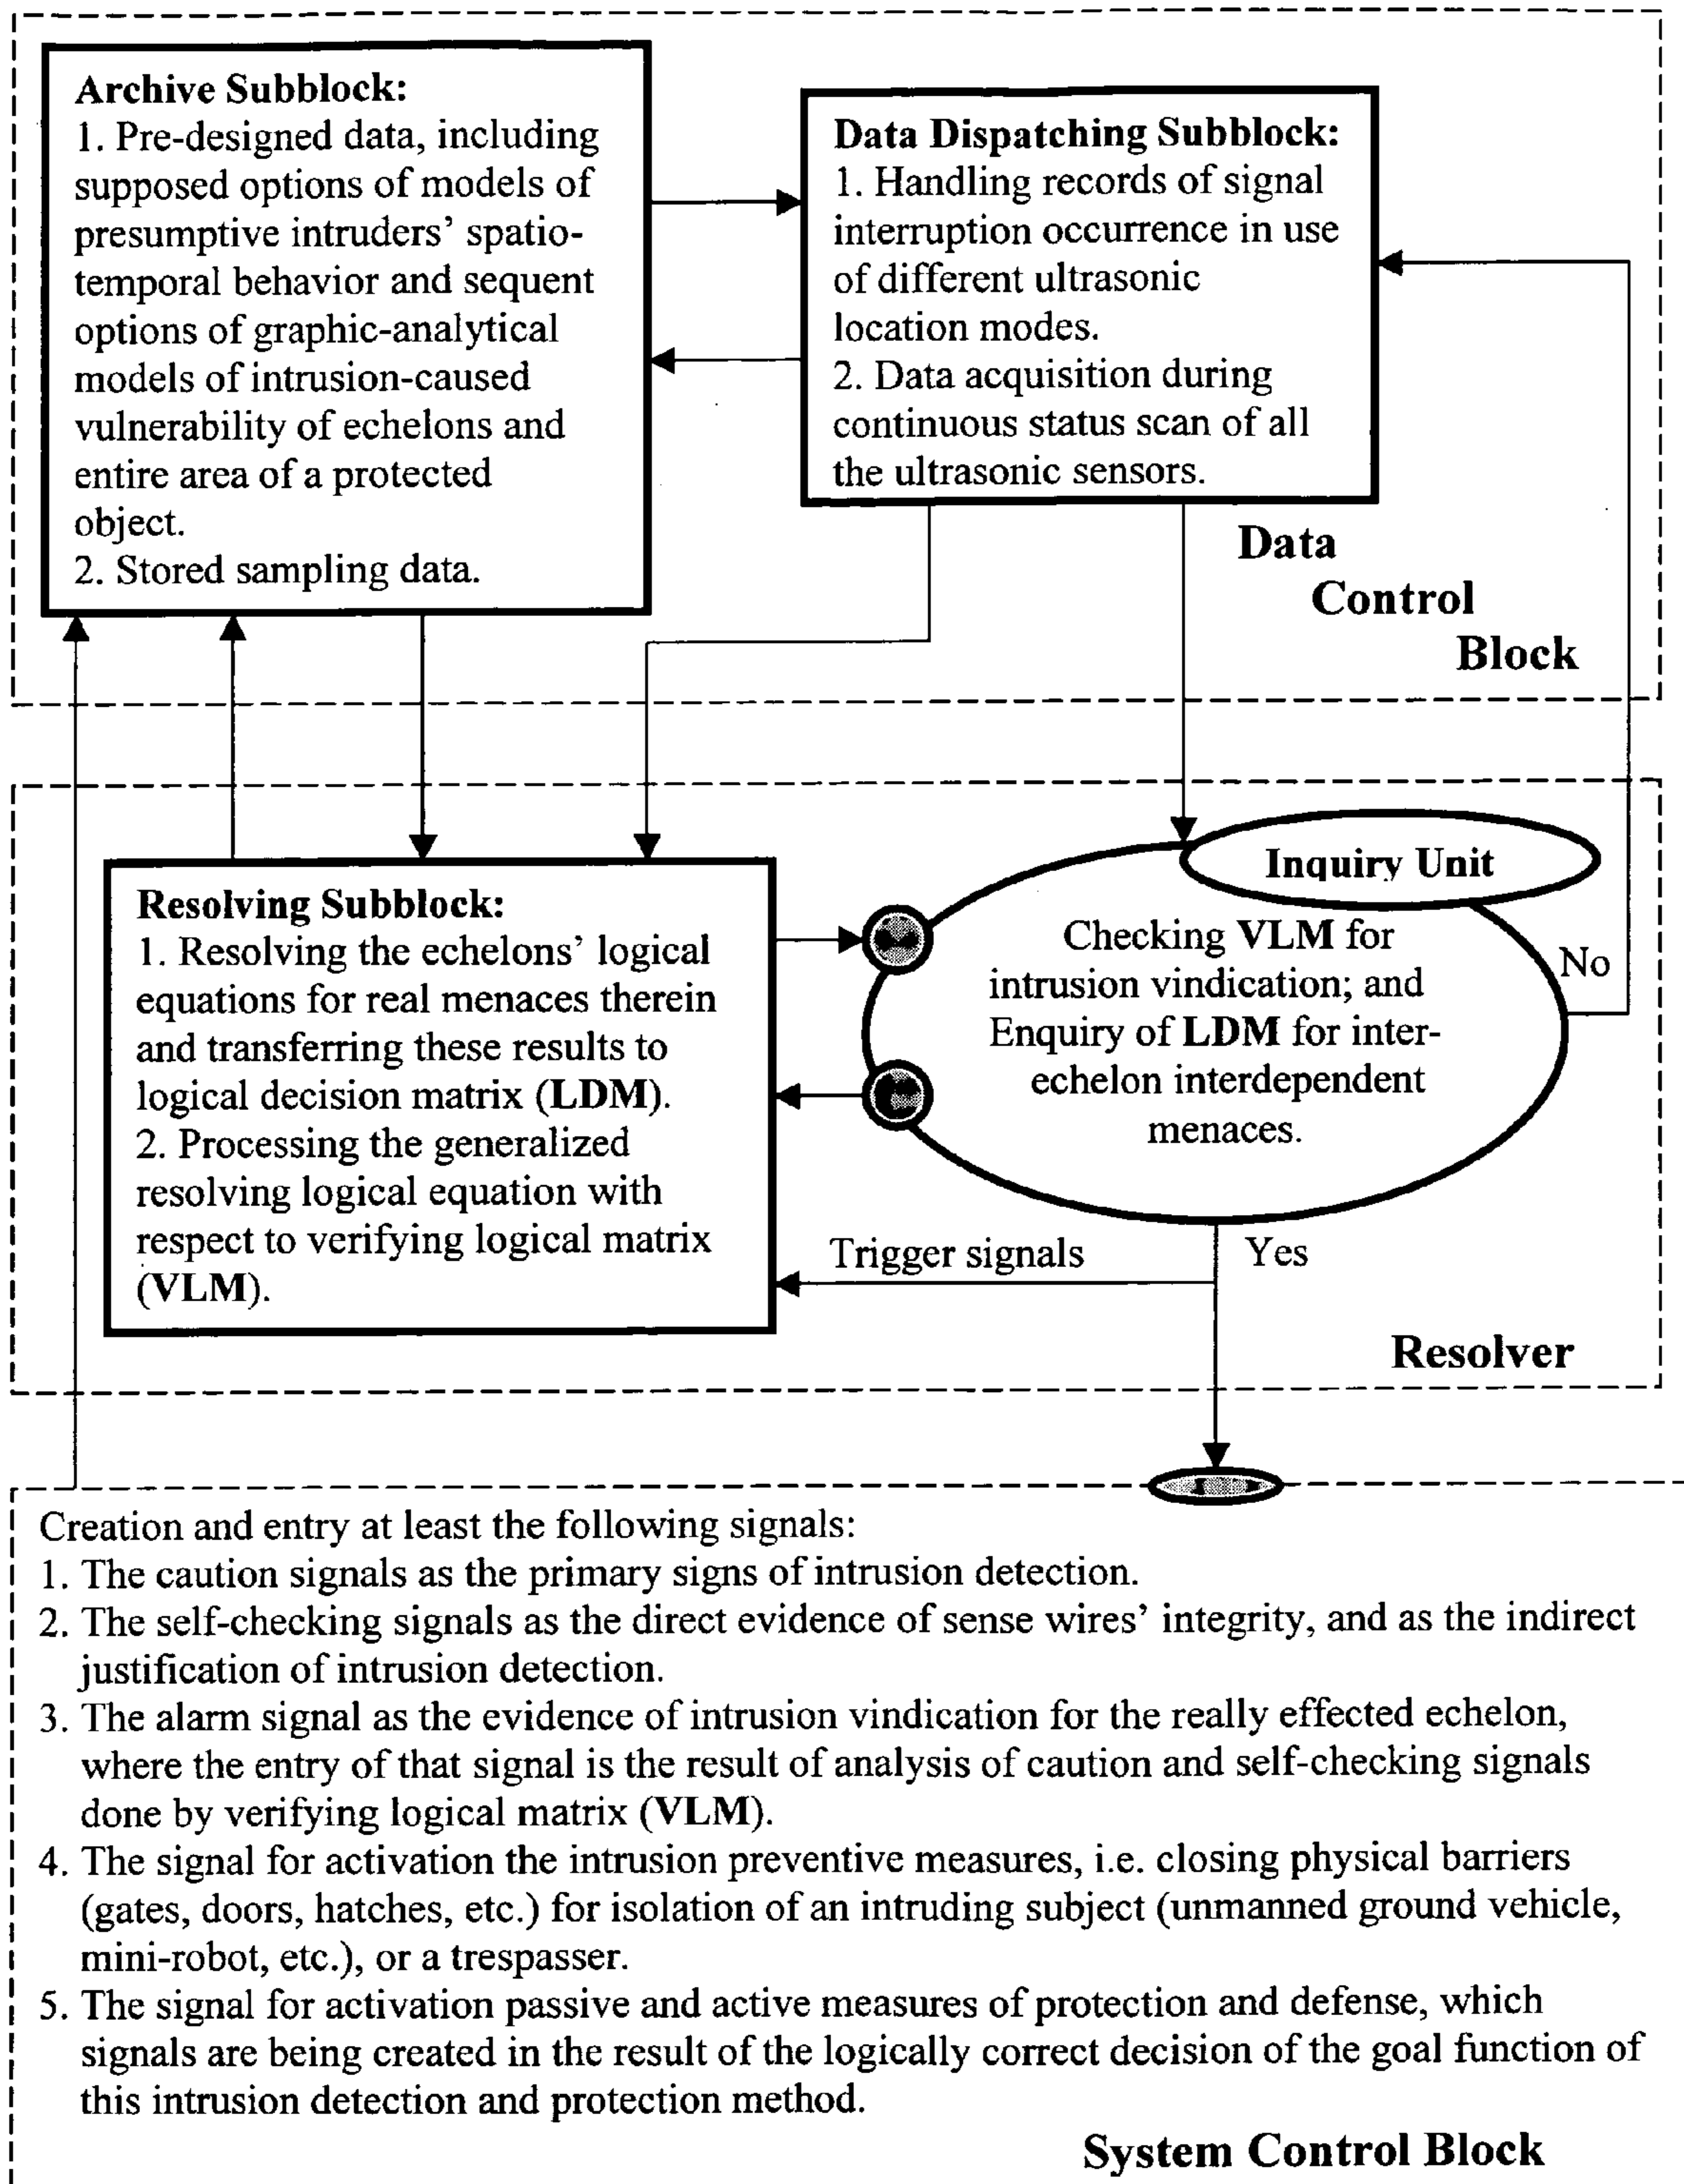 Archive Subblock:
1. Pre-designed data, including
supposed options of models of
presumptive intruders’ spatio-
temporal behavior and sequent
options of graphic-analytical
models of intrusion-caused
vulnerability of echelons and
entire area of a protected
object.
2. Stored sampling data.
Data Dispatching Subblock:
1. Handling records of signal
interruption occurrence in use
of different ultrasonic
location modes.
2. Data acquisition during
continuous status scan of all
the ultrasonic sensors.
Data
Control
Block
Resolving Subblock:
1. Resolving the echelons’ logical
equations for real menaces therein
and transferring these results to
logical decision matrix (LDM).
2. Processing the generalized
resolving logical equation with
respect to verifying logical matrix
(VLM).
Inquiry Unit
Checking VLM for
intrusion vindication; and
Enquiry of LDM for inter-
echelon interdependent
menaces.
No
Trigger signals
Yes
Resolver
Creation and entry at least the following signals:
1. The caution signals as the primary signs of intrusion detection.
2. The self-checking signals as the direct evidence of sense wires’ integrity, and as the indirect
justification of intrusion detection.
3. The alarm signal as the evidence of intrusion vindication for the really effected echelon,
where the entry of that signal is the result of analysis of caution and self-checking signals
done by verifying logical matrix (VLM).
4. The signal for activation the intrusion preventive measures, i.e. closing physical barriers
(gates, doors, hatches, etc.) for isolation of an intruding subject (unmanned ground vehicle,
mini-robot, etc.), or a trespasser.
5. The signal for activation passive and active measures of protection and defense, which
signals are being created in the result of the logically correct decision of the goal function of
this intrusion detection and protection method.
System Control Block